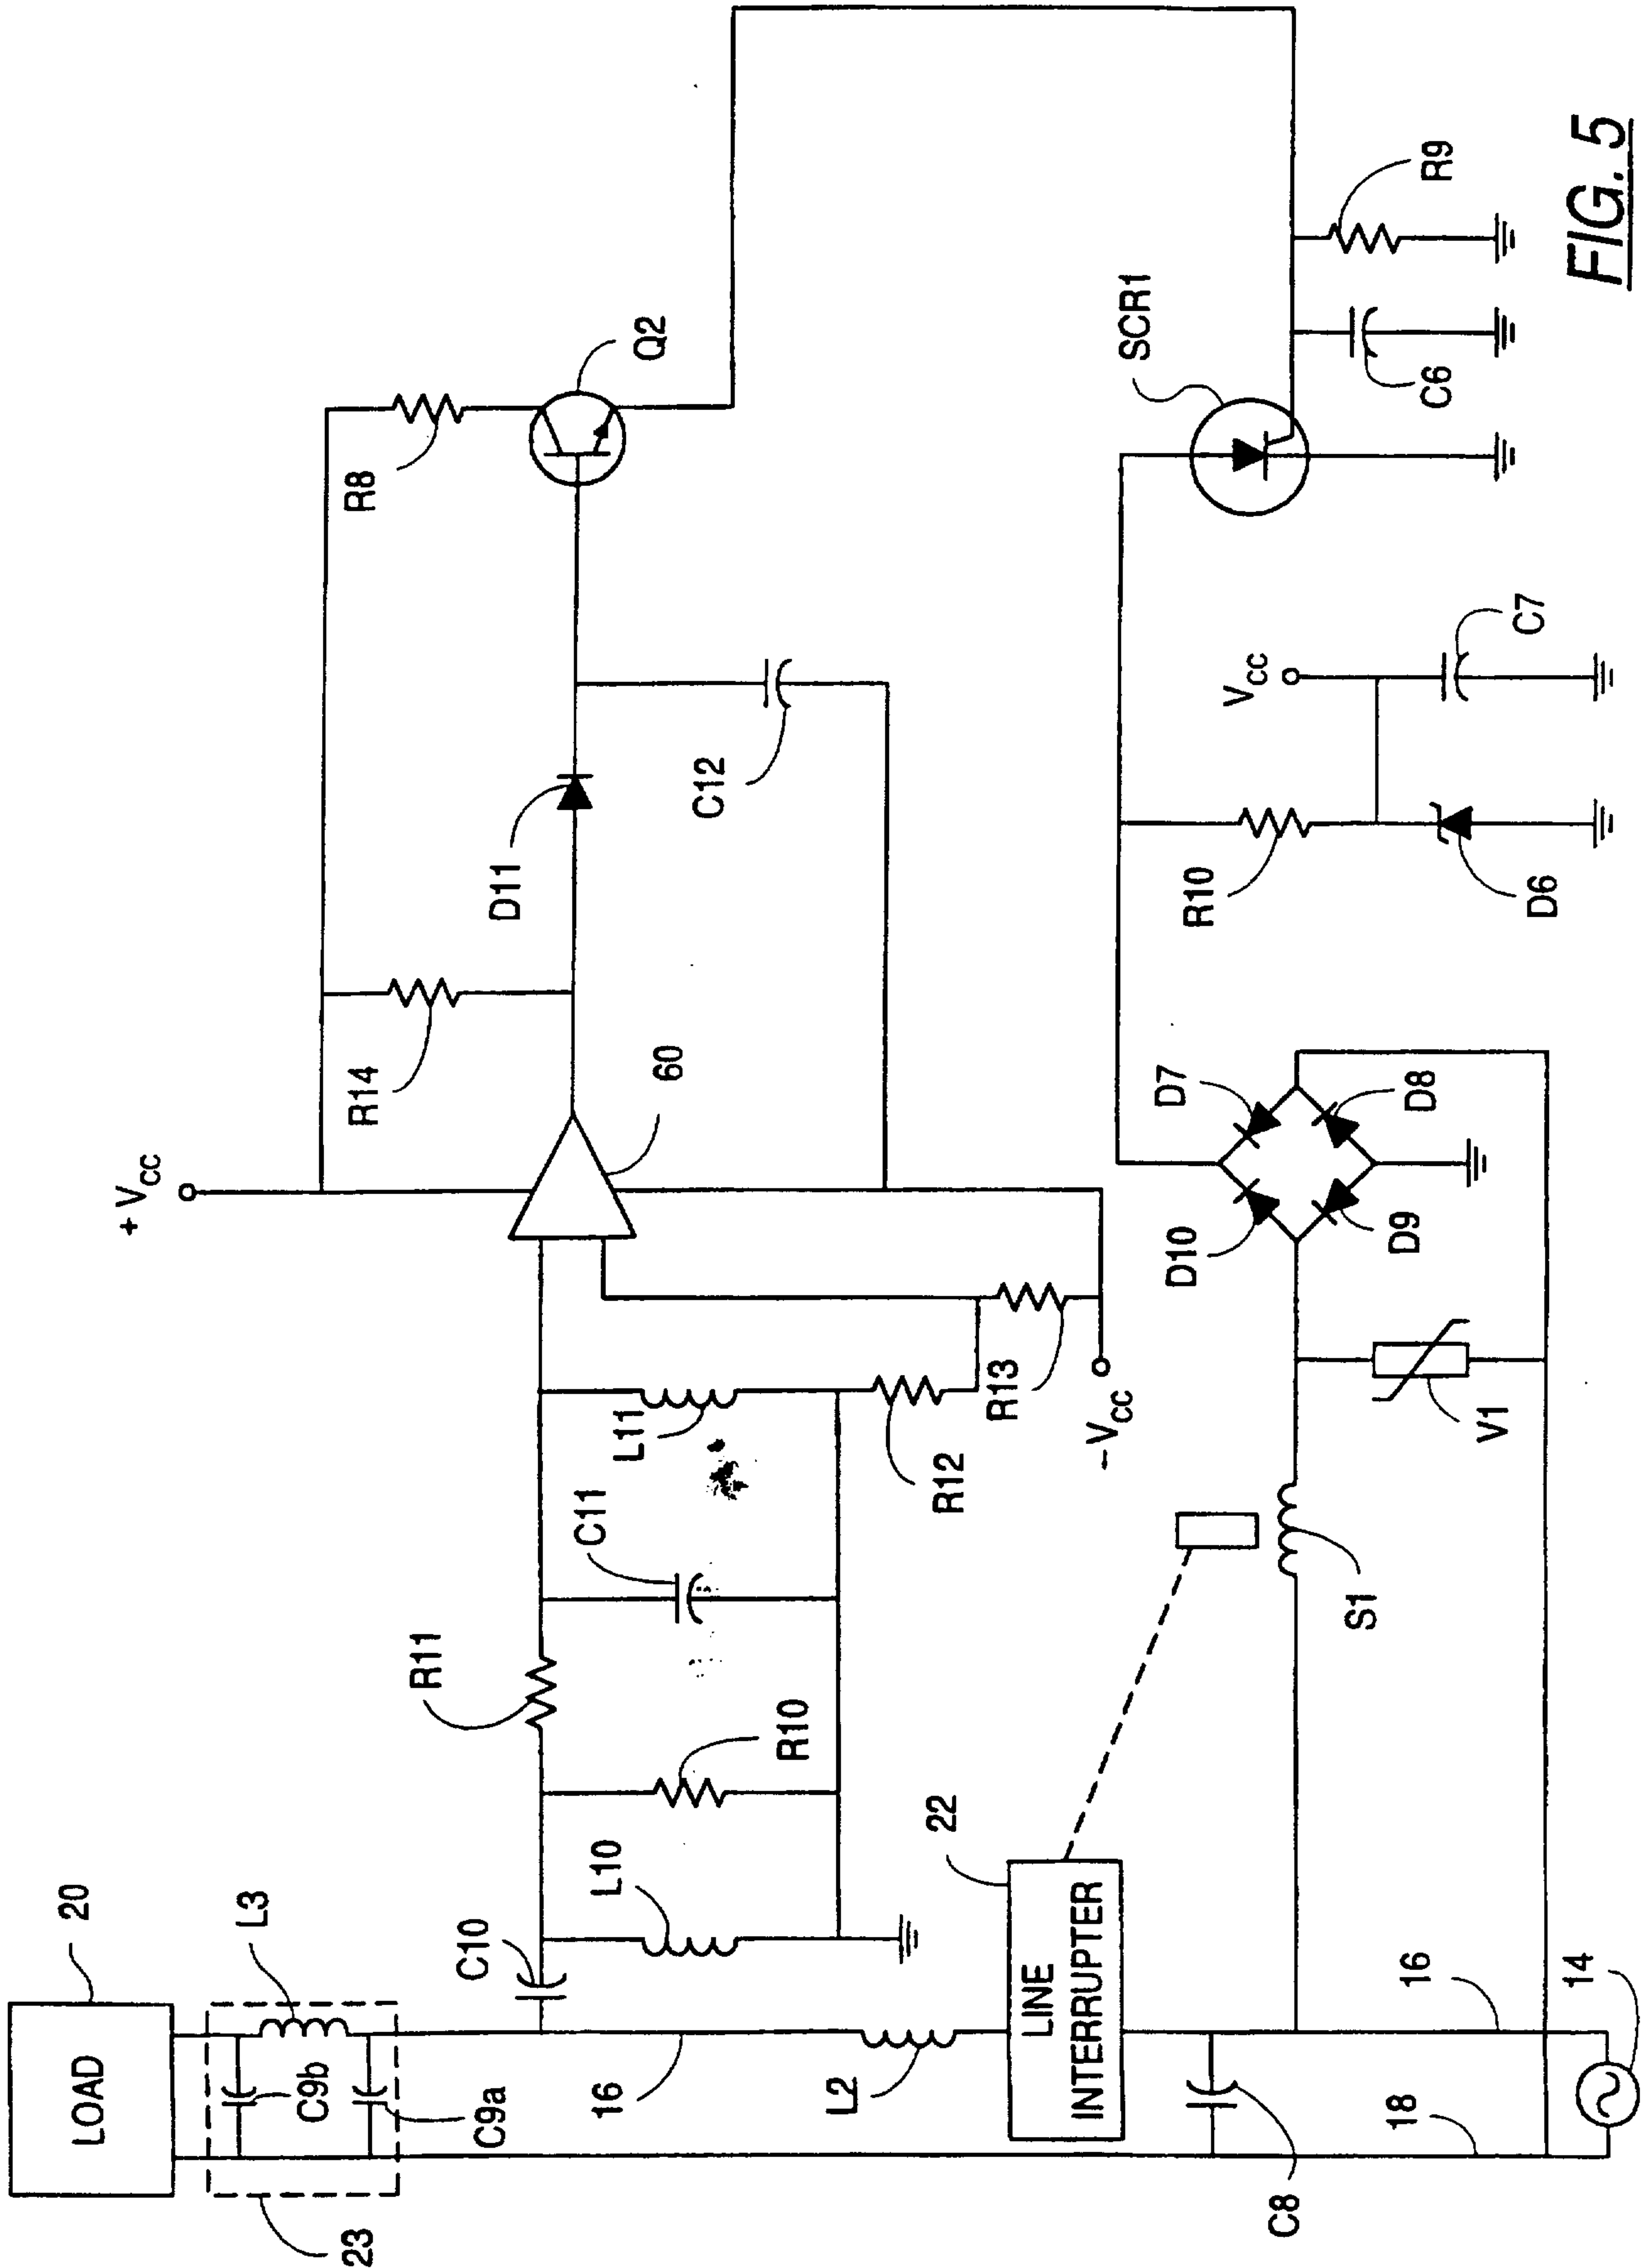 LOAD
20
23
C9b
C9a
L3
16
L2
LINE
INTERRUPTER
22
C8
18
16
14
C10
L10
R10
R11
C11
L11
R12
R13
–VCC
+ VCC
60
R14
D11
C12
R8
Q2
S1
V1
D10
D9
D7
D8
R10
D6
VCC
C7
SCR1
C6
R9
FIG. 5